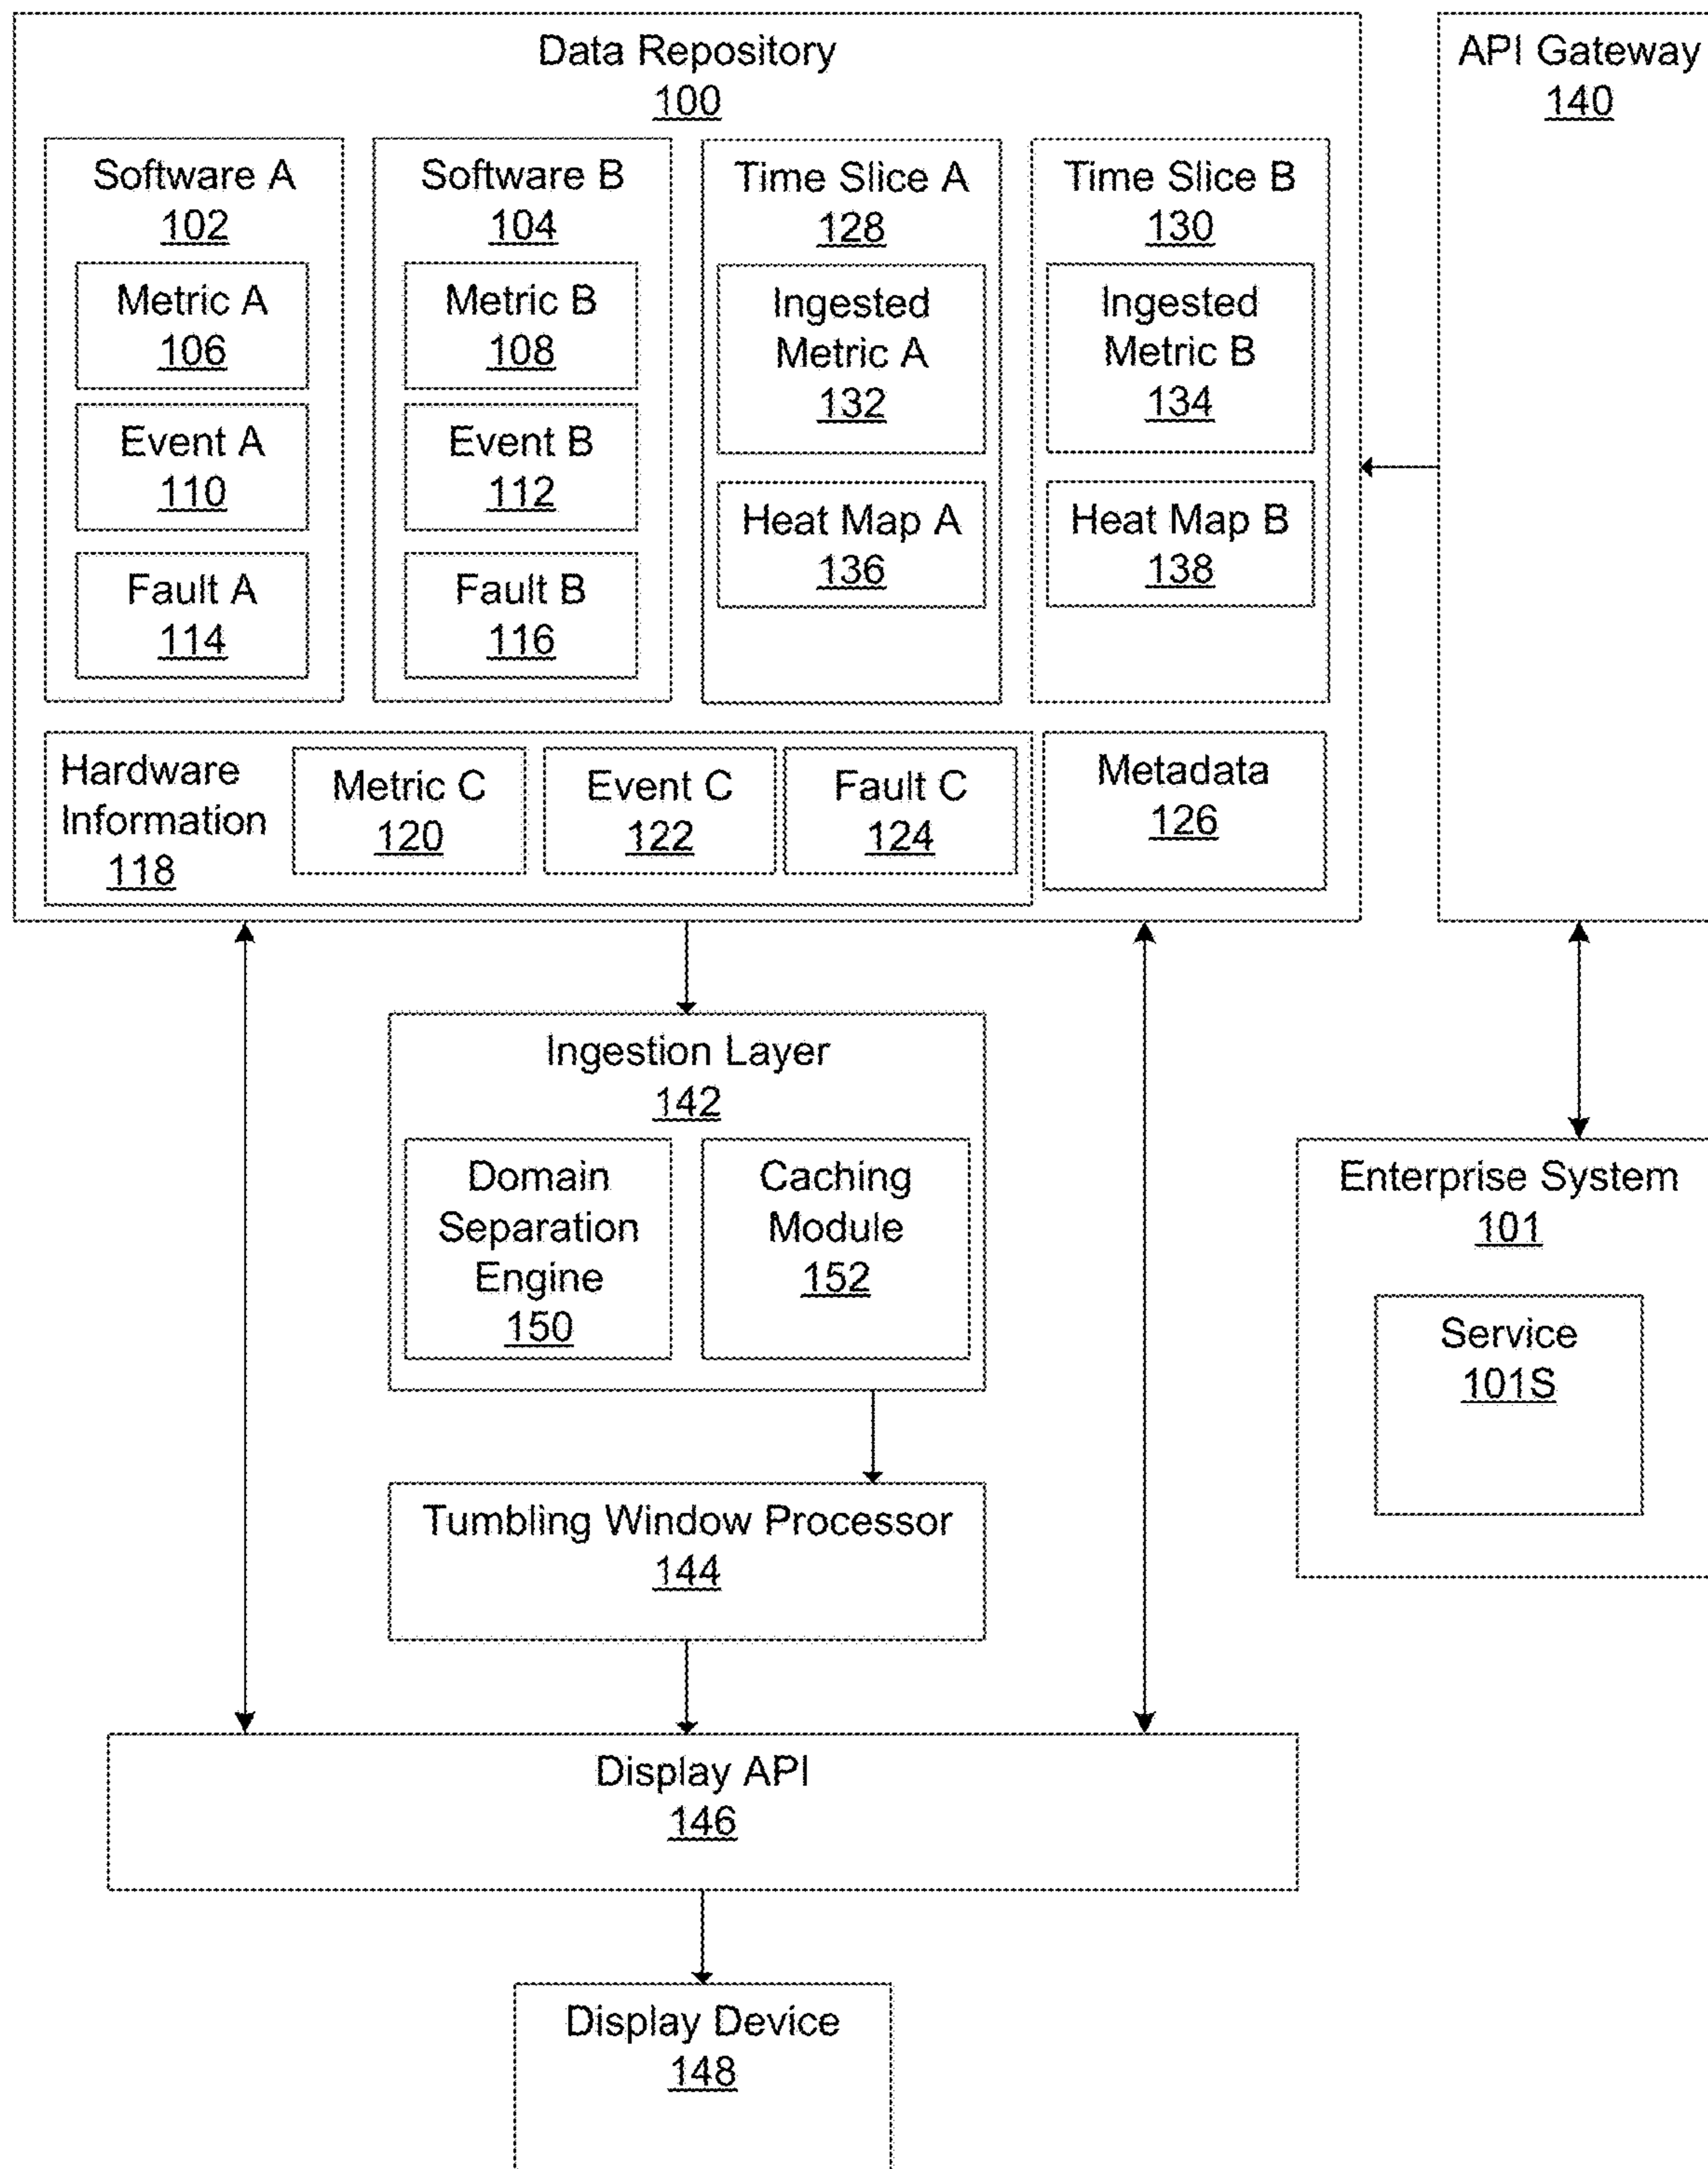 Data Repository
100
Software A
102
Metric A
106
Event A
110
Fault A
114
Software B
104
Metric B
108
Event B
112
Fault B
116
Time Slice A
128
Ingested
Metric A
132
Heat Map A
136
Time Slice B
130
Ingested
Metric B
134
Heat Map B
138
Hardware
Information
118
Metric C
120
Event C
122
Fault C
124
Metadata
126
API Gateway
140
Ingestion Layer
142
Domain
Separation
Engine
150
Caching
Module
152
Enterprise System
101
Service
101S
Tumbling Window Processor
144
Display API
146
Display Device
148